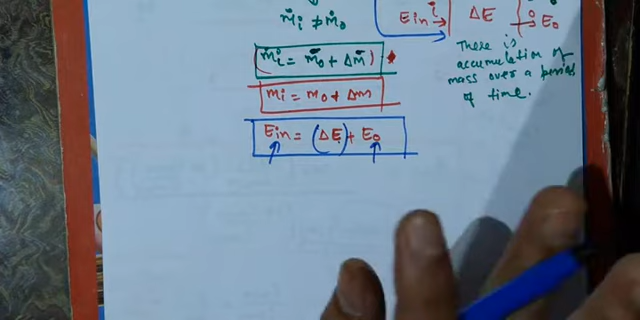 ṁi ≠ ṁo
Ein i → ΔE o → Eo
There is
accumulation of
mass over a period
of time.
(ṁi = ṁo + Δṁ)
mi = mo + Δm
Ein = (ΔE) + Eo